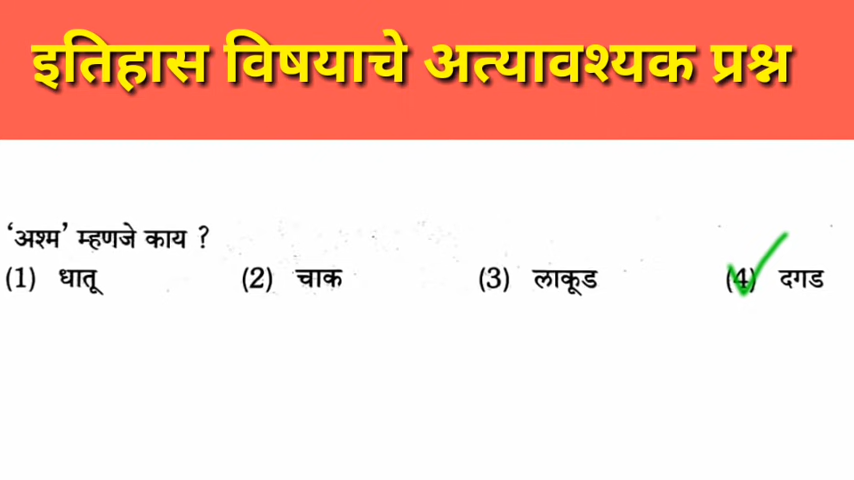 इतिहास विषयाचे अत्यावश्यक प्रश्न
'अश्म' म्हणजे काय ?
(1) धातू (2) चाक (3) लाकूड (4) दगड